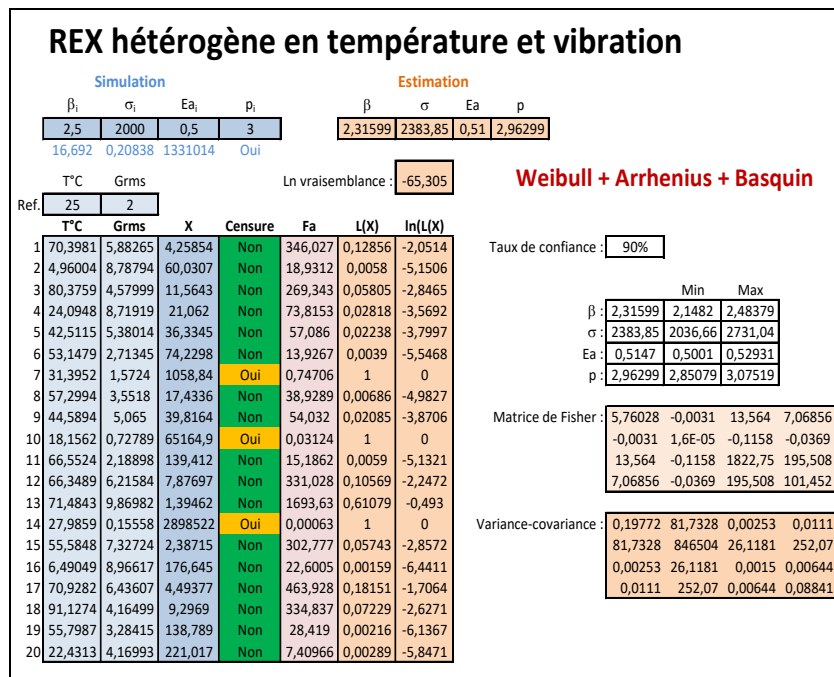 REX hétérogène en température et vibration
Simulation Estimation
βi σi Eai pi β σ Ea p
2,5 2000 0,5 3 2,31599 2383,85 0,51 2,96299
16,692 0,20838 1331014 Oui
T°C Grms Ln vraisemblance : -65,305 Weibull + Arrhenius + Basquin
Ref. 25 2
T°C Grms X Censure Fa L(X) ln(L(X)
1 70,3981 5,88265 4,25854 Non 346,027 0,12856 -2,0514 Taux de confiance : 90%
2 4,96004 8,78794 60,0307 Non 18,9312 0,0058 -5,1506
3 80,3759 4,57999 11,5643 Non 269,343 0,05805 -2,8465 Min Max
4 24,0948 8,71919 21,062 Non 73,8153 0,02818 -3,5692 β : 2,31599 2,1482 2,48379
5 42,5115 5,38014 36,3345 Non 57,086 0,02238 -3,7997 σ : 2383,85 2036,66 2731,04
6 53,1479 2,71345 74,2298 Non 13,9267 0,0039 -5,5468 Ea : 0,5147 0,5001 0,52931
7 31,3952 1,5724 1058,84 Oui 0,74706 1 0 p : 2,96299 2,85079 3,07519
8 57,2994 3,5518 17,4336 Non 38,9289 0,00686 -4,9827
9 44,5894 5,065 39,8164 Non 54,032 0,02085 -3,8706 Matrice de Fisher : 5,76028 -0,0031 13,564 7,06856
10 18,1562 0,72789 65164,9 Oui 0,03124 1 0 -0,0031 1,6E-05 -0,1158 -0,0369
11 66,5524 2,18898 139,412 Non 15,1862 0,0059 -5,1321 13,564 -0,1158 1822,75 195,508
12 66,3489 6,21584 7,87697 Non 331,028 0,10569 -2,2472 7,06856 -0,0369 195,508 101,452
13 71,4843 9,86982 1,39462 Non 1693,63 0,61079 -0,493
14 27,9859 0,15558 2898522 Oui 0,00063 1 0 Variance-covariance : 0,19772 81,7328 0,00253 0,0111
15 55,5848 7,32724 2,38715 Non 302,777 0,05743 -2,8572 81,7328 846504 26,1181 252,07
16 6,49049 8,96617 176,645 Non 22,6005 0,00159 -6,4411 0,00253 26,1181 0,0015 0,00644
17 70,9282 6,43607 4,49377 Non 463,928 0,18151 -1,7064 0,0111 252,07 0,00644 0,08841
18 91,1274 4,16499 9,2969 Non 334,837 0,07229 -2,6271
19 55,7987 3,28415 138,789 Non 28,419 0,00216 -6,1367
20 22,4313 4,16993 221,017 Non 7,40966 0,00289 -5,8471